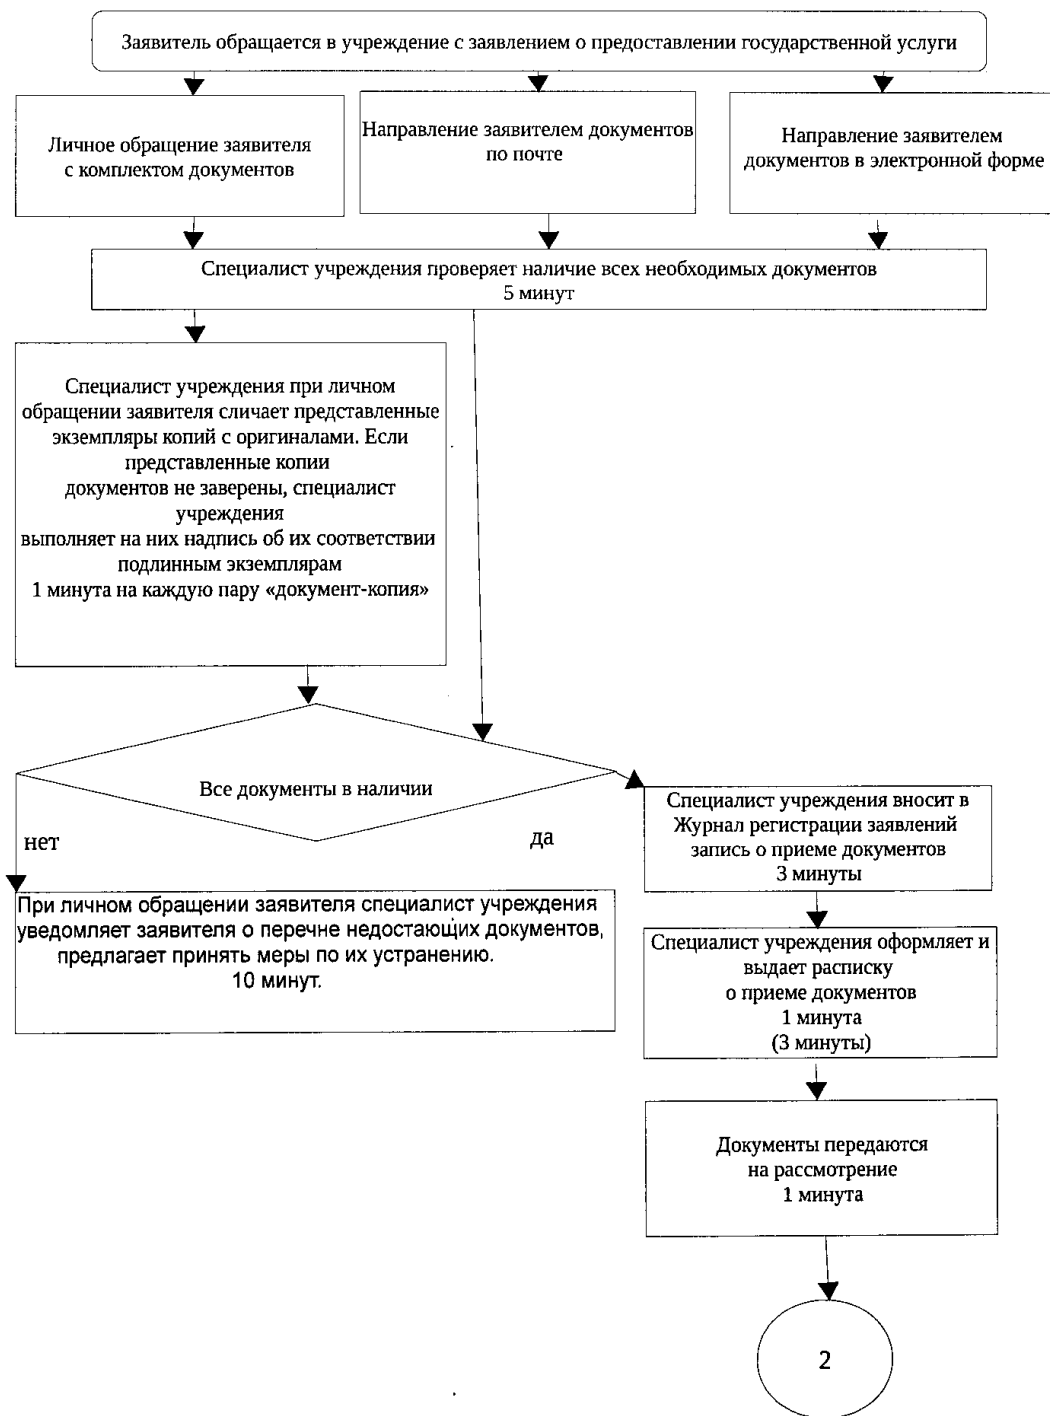 Заявитель обращается в учреждение с заявлением о предоставлении государственной услуги
Личное обращение заявителя
с комплектом документов
Направление заявителем документов
по почте
Направление заявителем
документов в электронной форме
Специалист учреждения проверяет наличие всех необходимых документов
5 минут
Специалист учреждения при личном
обращении заявителя сличает представленные
экземпляры копий с оригиналами. Если
представленные копии
документов не заверены, специалист
учреждения
выполняет на них надпись об их соответствии
подлинным экземплярам
1 минута на каждую пару «документ-копия»
Все документы в наличии
нет
да
При личном обращении заявителя специалист учреждения
уведомляет заявителя о перечне недостающих документов,
предлагает принять меры по их устранению.
10 минут.
Специалист учреждения вносит в
Журнал регистрации заявлений
запись о приеме документов
3 минуты
Специалист учреждения оформляет и
выдает расписку
о приеме документов
1 минута
(3 минуты)
Документы передаются
на рассмотрение
1 минута
2